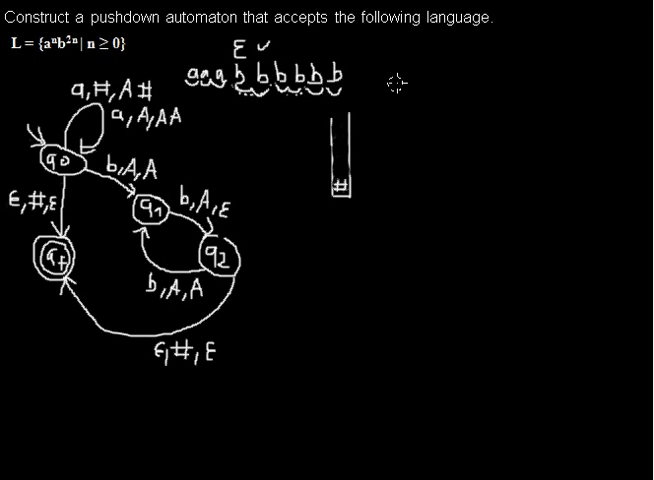 Construct a pushdown automaton that accepts the following language.
L = {aⁿb²ⁿ | n ≥ 0}
ε ✓
aaabbbbbb
a,#,A#
a,A,AA
q0
b,A,A
ε,#,ε
q1
b,A,ε
#
qf
q2
b,A,A
ε,#,ε